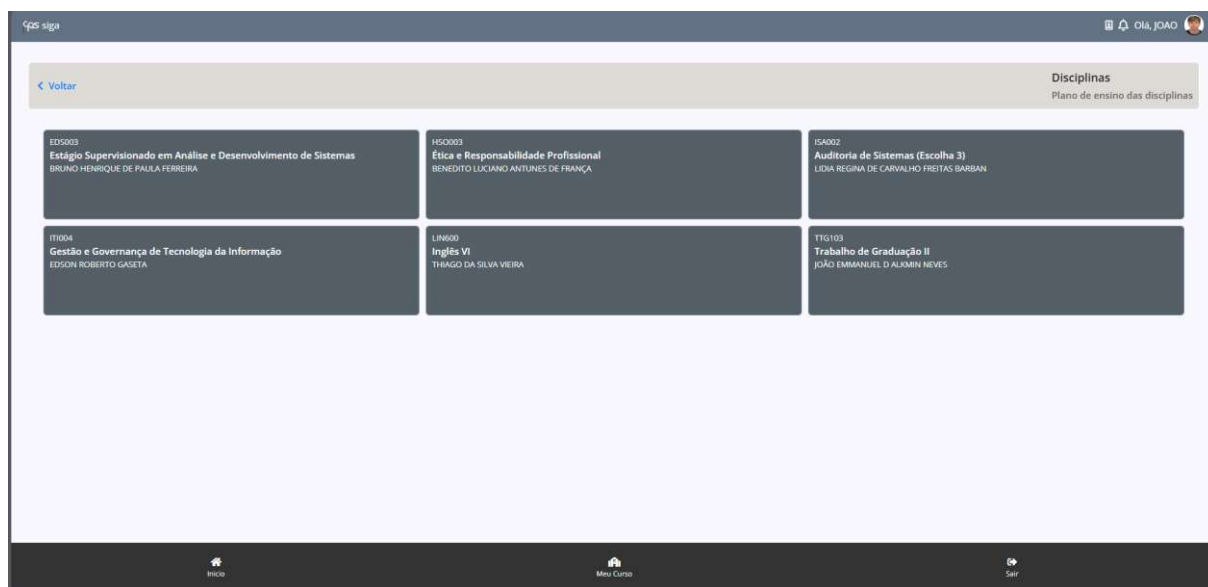 cps siga
Olá, JOAO
Voltar
Disciplinas
Plano de ensino das disciplinas
EDS003
Estágio Supervisionado em Análise e Desenvolvimento de Sistemas
BRUNO HENRIQUE DE PAULA FERREIRA
HSO003
Ética e Responsabilidade Profissional
BENEDITO LUCIANO ANTUNES DE FRANÇA
ISA002
Auditoria de Sistemas (Escolha 3)
LIDIA REGINA DE CARVALHO FREITAS BARBAN
ITI004
Gestão e Governança de Tecnologia da Informação
EDSON ROBERTO GASETA
LIN600
Inglês VI
THIAGO DA SILVA VIEIRA
TTG103
Trabalho de Graduação II
JOÃO EMMANUEL D ALKMIN NEVES
Início
Meu Curso
Sair